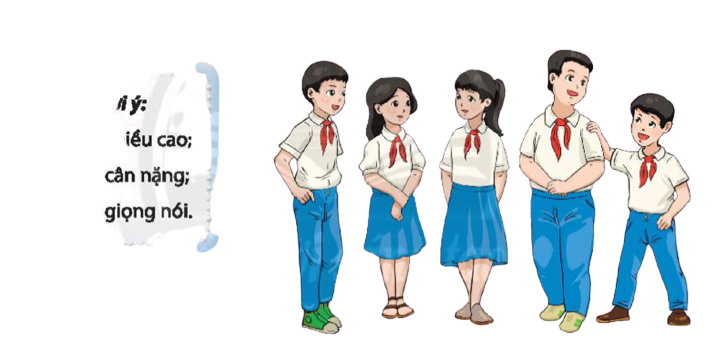 ý:
iều cao;
cân nặng;
giọng nói.